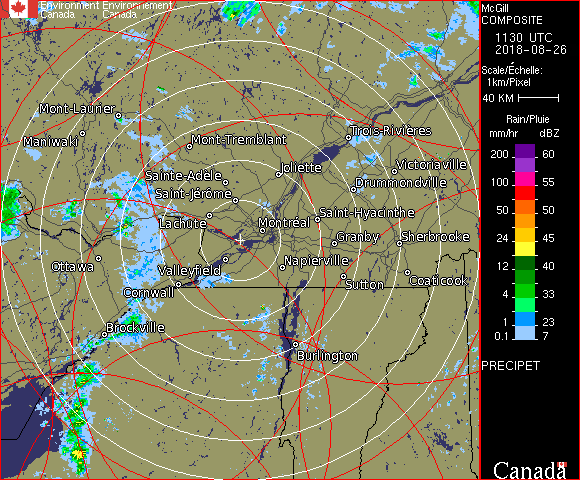 Environment Environnement
Canada Canada
McGill
COMPOSITE
1130 UTC
2018-08-26
Scale/Échelle:
1km/Pixel
40 KM
Rain/Pluie
mm/hr dBZ
200 60
100 55
50 50
24 45
12 40
4 33
1 23
0.1 7
PRECIPET
Canada
Mont-Laurier
Maniwaki
Mont-Tremblant
Trois-Rivières
Sainte-Adèle
Joliette
Victoriaville
Saint-Jérôme
Drummondville
Lachute
Montréal
Saint-Hyacinthe
Granby
Sherbrooke
Ottawa
Valleyfield
Napierville
Cornwall
Sutton
Coaticook
Brockville
Burlington